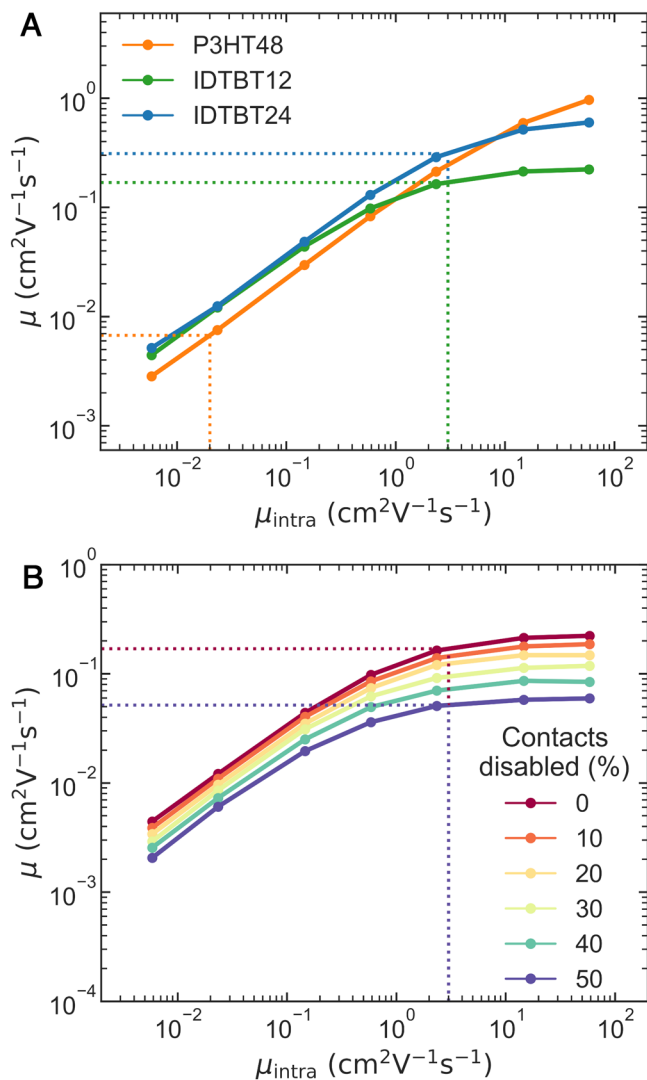 A
P3HT48
IDTBT12
IDTBT24
10⁰
10⁻¹
10⁻²
10⁻³
μ (cm²V⁻¹s⁻¹)
10⁻² 10⁻¹ 10⁰ 10¹ 10²
μintra (cm²V⁻¹s⁻¹)
B
10⁰
10⁻¹
10⁻²
10⁻³
10⁻⁴
μ (cm²V⁻¹s⁻¹)
Contacts
disabled (%)
0
10
20
30
40
50
10⁻² 10⁻¹ 10⁰ 10¹ 10²
μintra (cm²V⁻¹s⁻¹)